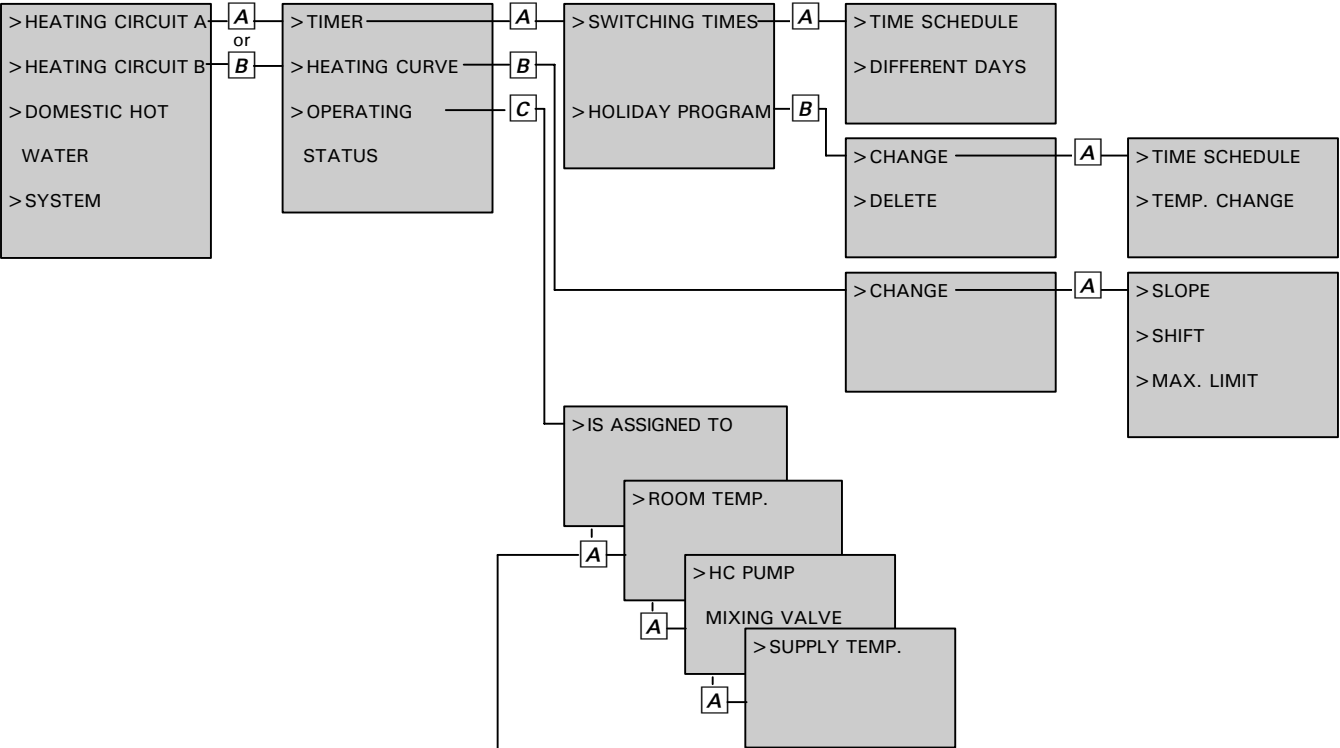 >HEATING CIRCUIT A
A
or
>HEATING CIRCUIT B
B
>DOMESTIC HOT
WATER
>SYSTEM
>TIMER
A
>HEATING CURVE
B
>OPERATING
C
STATUS
>SWITCHING TIMES
A
>HOLIDAY PROGRAM
B
>TIME SCHEDULE
>DIFFERENT DAYS
>CHANGE
A
>DELETE
>TIME SCHEDULE
>TEMP. CHANGE
>CHANGE
A
>SLOPE
>SHIFT
>MAX. LIMIT
>IS ASSIGNED TO
A
>ROOM TEMP.
A
>HC PUMP
MIXING VALVE
A
>SUPPLY TEMP.